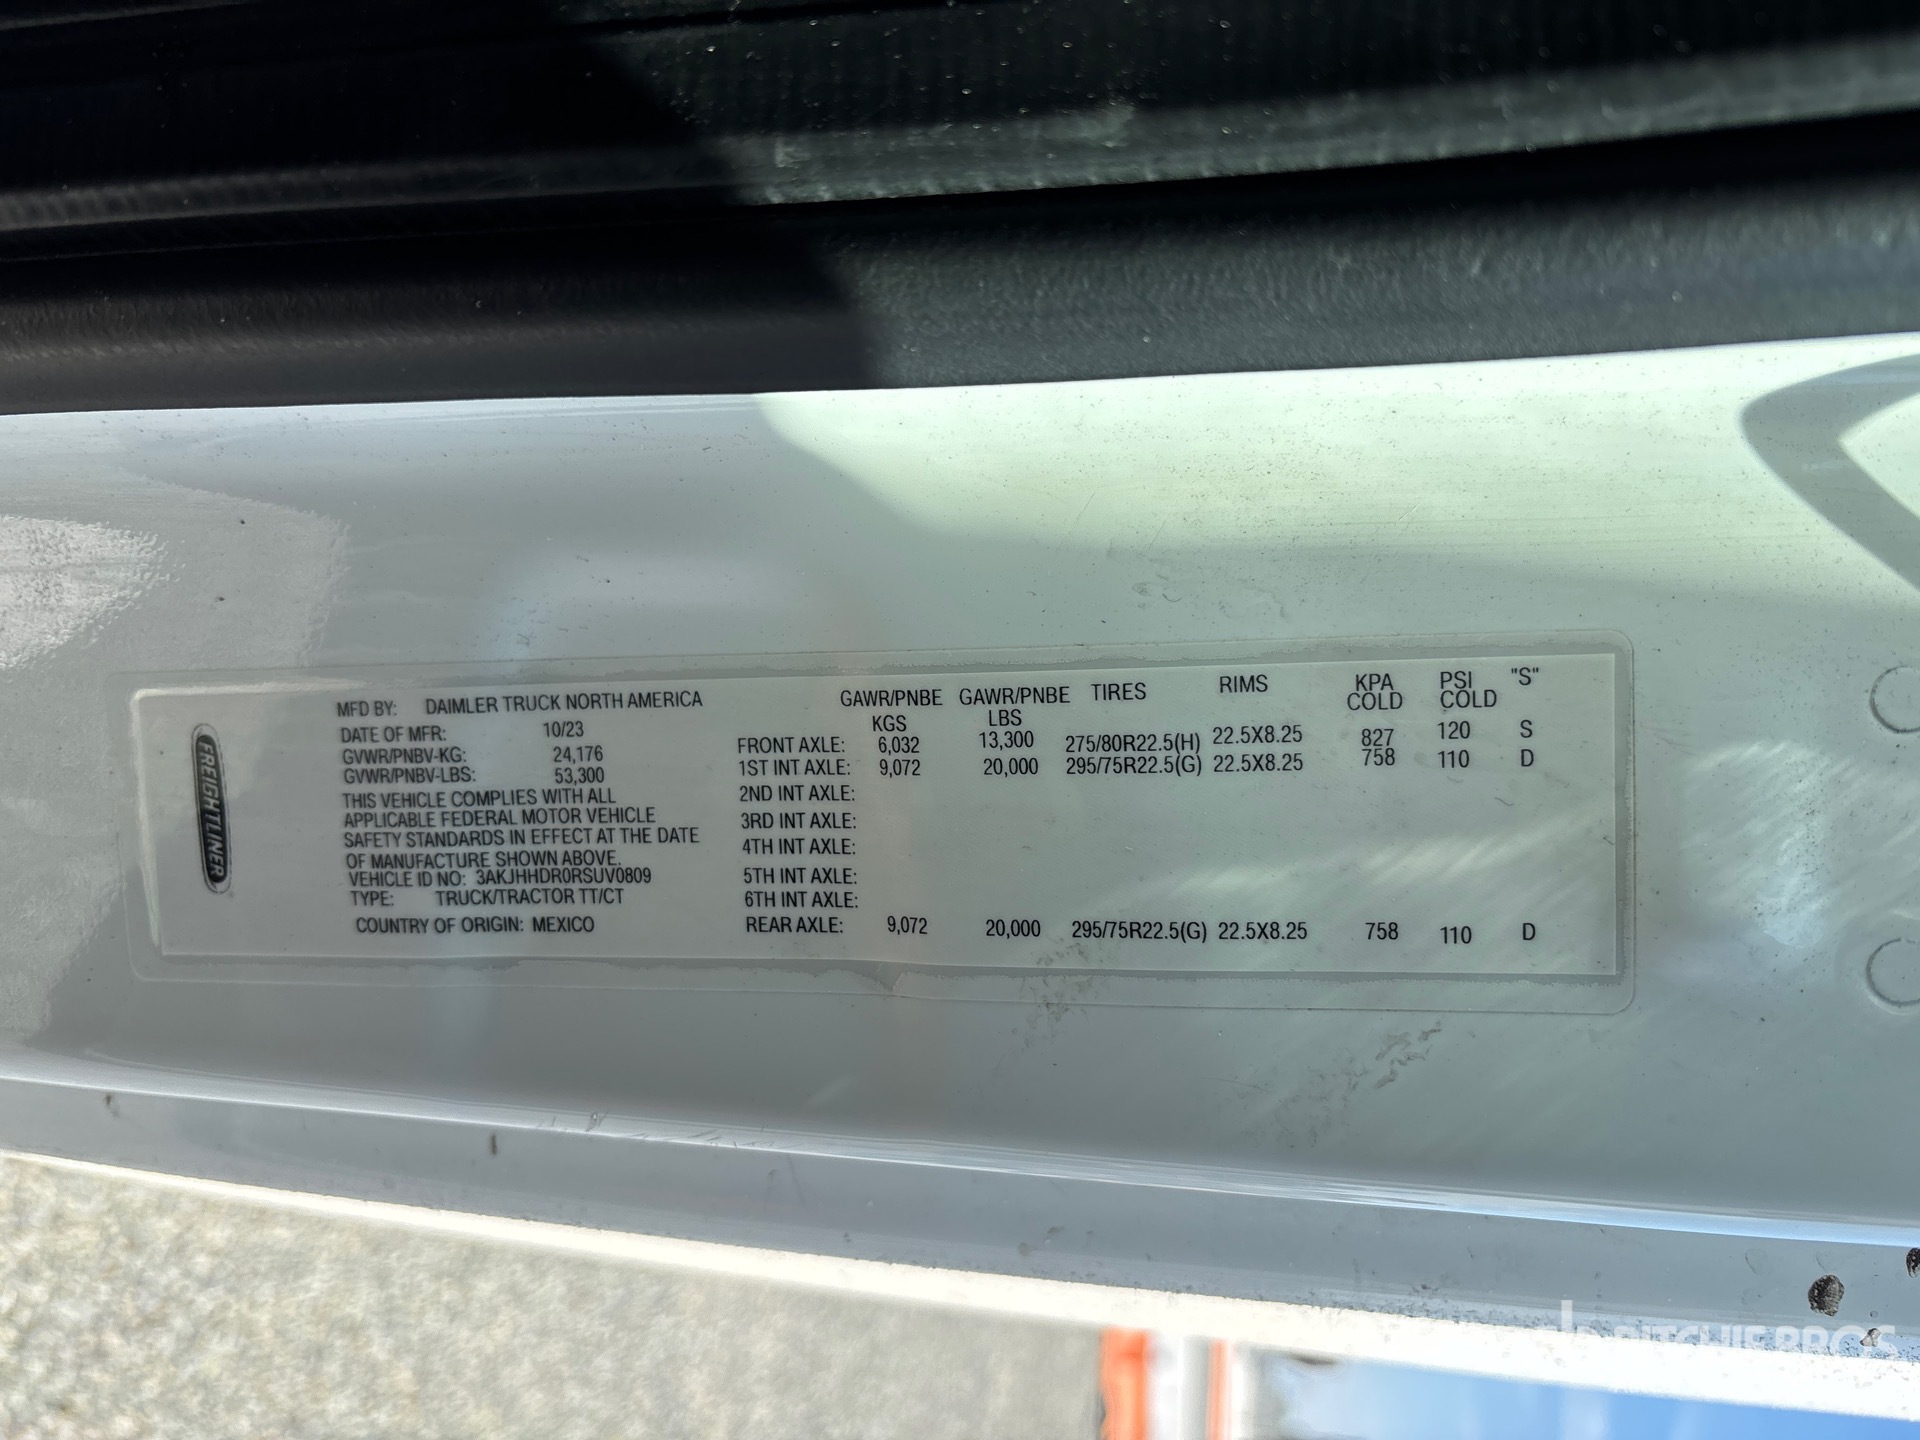 FREIGHTLINER
MFD BY: DAIMLER TRUCK NORTH AMERICA
DATE OF MFR: 10/23
GVWR/PNBV-KG: 24,176
GVWR/PNBV-LBS: 53,300
THIS VEHICLE COMPLIES WITH ALL
APPLICABLE FEDERAL MOTOR VEHICLE
SAFETY STANDARDS IN EFFECT AT THE DATE
OF MANUFACTURE SHOWN ABOVE.
VEHICLE ID NO: 3AKJHHDR0RSUV0809
TYPE: TRUCK/TRACTOR TT/CT
COUNTRY OF ORIGIN: MEXICO
GAWR/PNBE KGS GAWR/PNBE LBS TIRES RIMS KPA COLD PSI COLD "S"
FRONT AXLE: 6,032 13,300 275/80R22.5(H) 22.5X8.25 827 120 S
1ST INT AXLE: 9,072 20,000 295/75R22.5(G) 22.5X8.25 758 110 D
2ND INT AXLE:
3RD INT AXLE:
4TH INT AXLE:
5TH INT AXLE:
6TH INT AXLE:
REAR AXLE: 9,072 20,000 295/75R22.5(G) 22.5X8.25 758 110 D
RITCHIE BROS